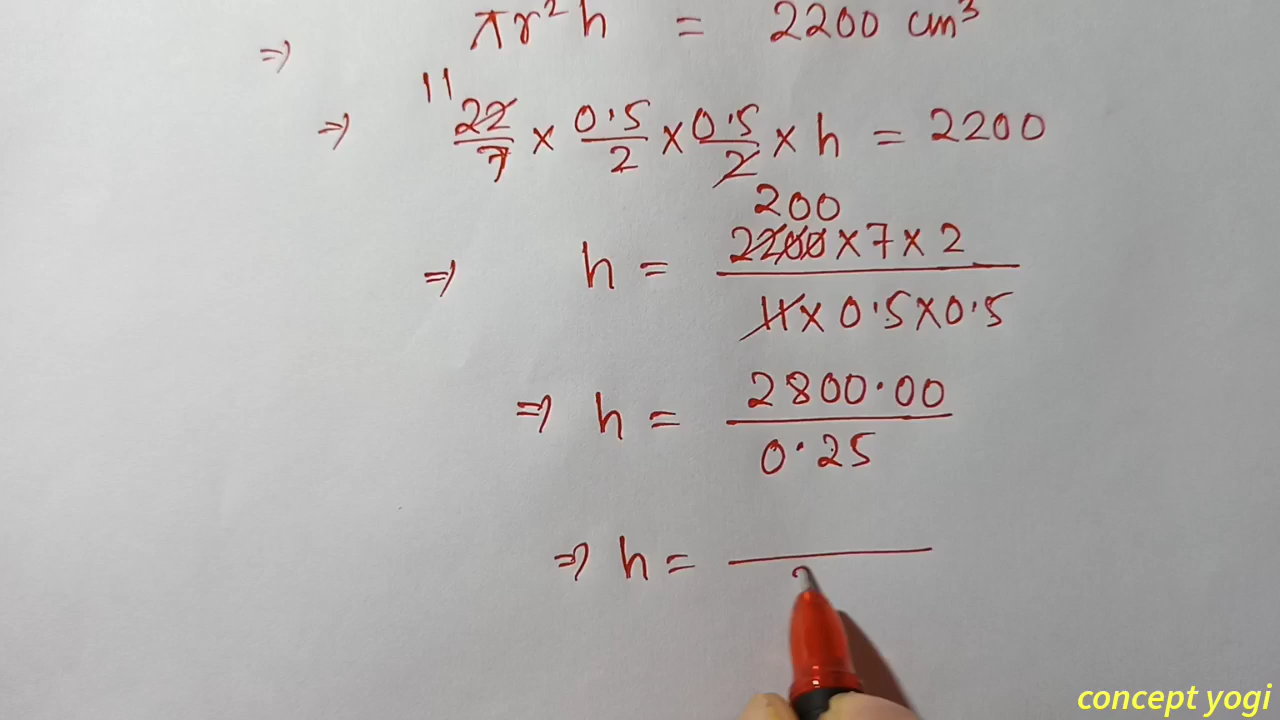 ⇒ πr²h = 2200 cm³
11
⇒ 22/7 × 0.5/2 × 0.5/2 × h = 2200
200
⇒ h = 2200 × 7 × 2 / 11 × 0.5 × 0.5
⇒ h = 2800.00 / 0.25
⇒ h =
concept yogi